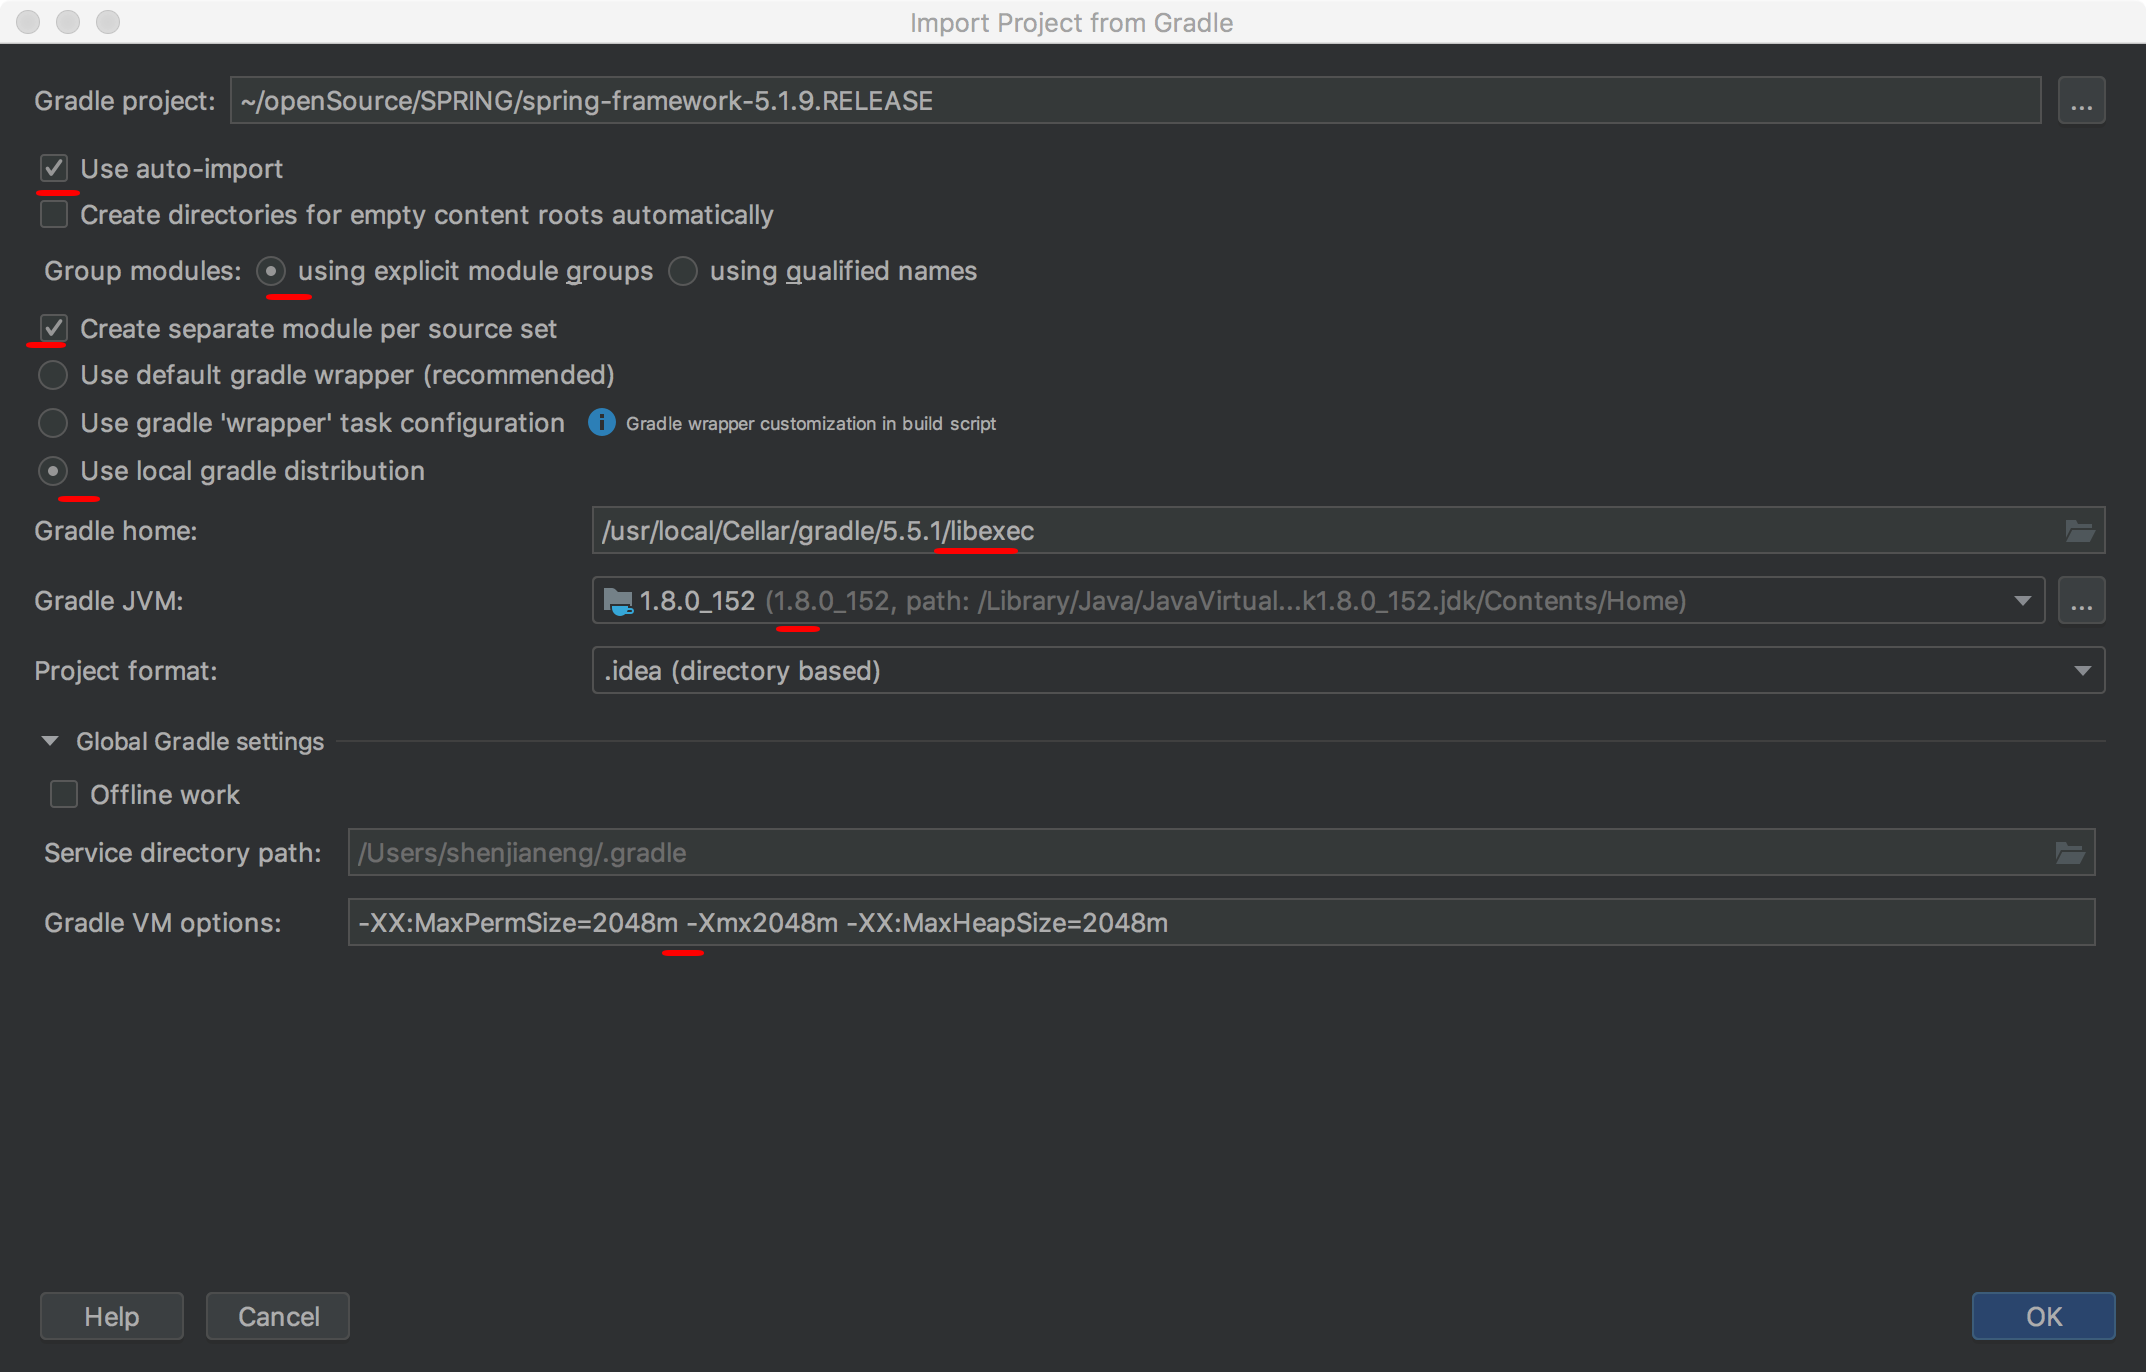 Import Project from Gradle
Gradle project: ~/openSource/SPRING/spring-framework-5.1.9.RELEASE ...
Use auto-import
Create directories for empty content roots automatically
Group modules: using explicit module groups using qualified names
Create separate module per source set
Use default gradle wrapper (recommended)
Use gradle 'wrapper' task configuration i Gradle wrapper customization in build script
Use local gradle distribution
Gradle home: /usr/local/Cellar/gradle/5.5.1/libexec
Gradle JVM: 1.8.0_152 (1.8.0_152, path: /Library/Java/JavaVirtual...k1.8.0_152.jdk/Contents/Home) ...
Project format: .idea (directory based)
Global Gradle settings
Offline work
Service directory path: /Users/shenjianeng/.gradle
Gradle VM options: -XX:MaxPermSize=2048m -Xmx2048m -XX:MaxHeapSize=2048m
Help Cancel OK